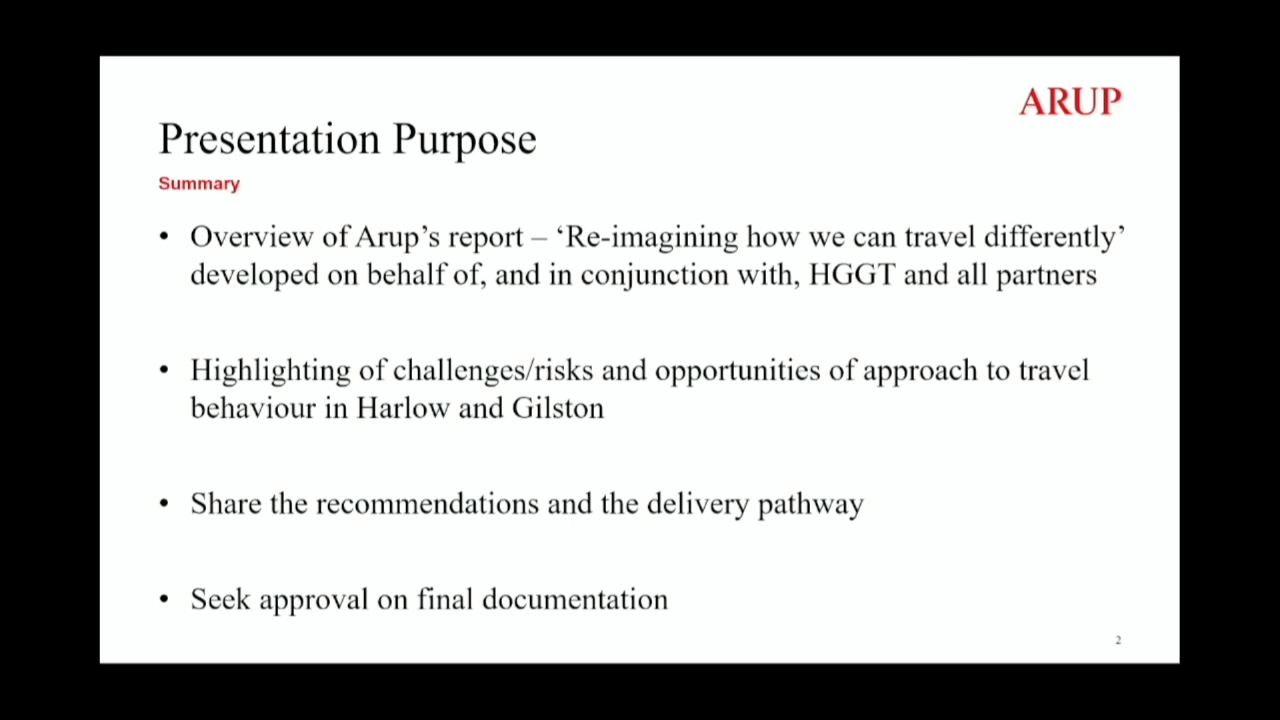 ARUP
Presentation Purpose
Summary
• Overview of Arup’s report – ‘Re-imagining how we can travel differently’
developed on behalf of, and in conjunction with, HGGT and all partners
• Highlighting of challenges/risks and opportunities of approach to travel
behaviour in Harlow and Gilston
• Share the recommendations and the delivery pathway
• Seek approval on final documentation
2